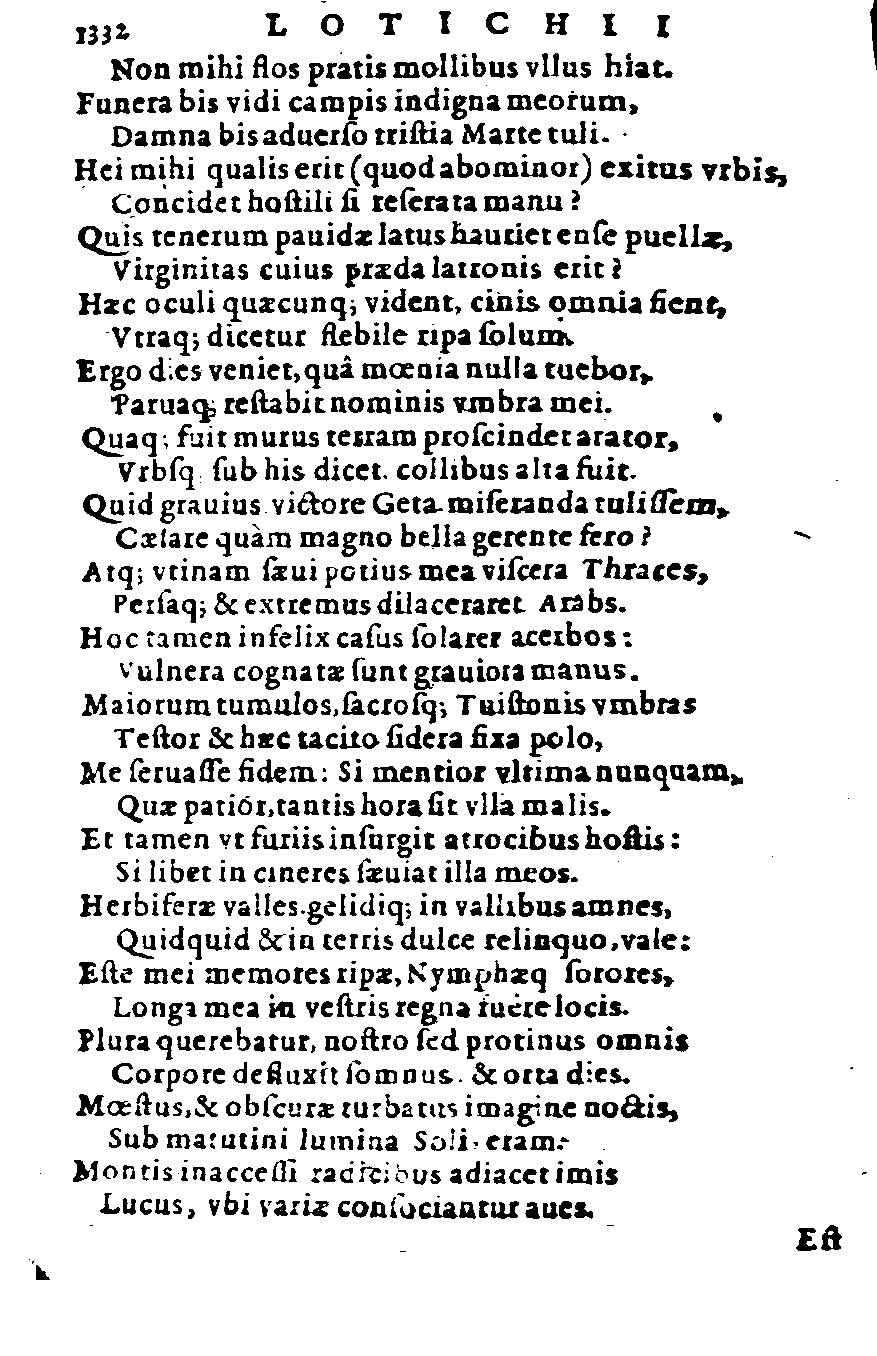 1332 LOTICHII
Non mihi flos pratis mollibus vllus hiat.
Funera bis vidi campis indigna meorum,
Damna bis aduerſo triſtia Marte tuli.
Hei mihi qualis erit (quod abominor) exitus vrbis,
Concidet hoſtili ſi reſerata manu?
Quis tenerum pauidæ latus hauriet enſe puellæ,
Virginitas cuius præda latronis erit?
Hæc oculi quæcunq; vident, cinis omnia fient,
Vtraq; dicetur flebile ripa ſolum.
Ergo dies veniet, quâ mœnia nulla tuebor,
Paruaq; reſtabit nominis vmbra mei.
Quaq; fuit murus terram proſcindet arator,
Vrbſq ſub his dicet. collibus alta fuit.
Quid grauius victore Geta miſeranda tuliſſem,
Cæſare quàm magno bella gerente fero?
Atq; vtinam ſæui potius mea viſcera Thraces,
Perſaq; & extremus dilaceraret Arabs.
Hoc tamen infelix caſus ſolarer acerbos:
Vulnera cognatæ ſunt grauiora manus.
Maiorum tumulos, ſacroſq; Tuiſtonis vmbras
Teſtor & hæc tacito ſidera fixa polo,
Me ſeruaſſe fidem: Si mentior vltima nunquam,
Quæ patiór, tantis hora ſit vlla malis.
Et tamen vt furiis inſurgit atrocibus hoſtis:
Si libet in cineres ſæuiat illa meos.
Herbiferæ valles. gelidiq; in vallibus amnes,
Quidquid & in terris dulce relinquo, vale:
Eſte mei memores ripæ, Nymphæq ſorores,
Longa mea in veſtris regna fuére locis.
Plura querebatur, noſtro ſed protinus omnis
Corpore defluxit ſomnus. & orta dies.
Mœſtus, & obſcuræ turbatus imagine noctis,
Sub matutini lumina Solis eram.
Montis inacceſſi radicibus adiacet imis
Lucus, vbi variæ conſociantur aues.
Eſt